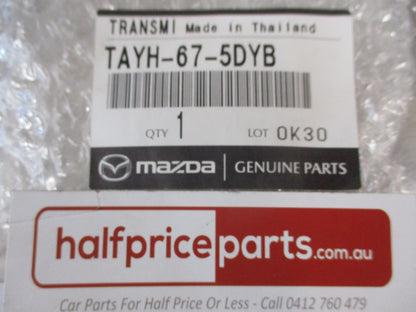 TRANSMI Made in Thailand
TAYH-67-5DYB
QTY 1 LOT 0K30
mazda GENUINE PARTS
halfpriceparts.com.au
Car Parts For Half Price Or Less - Call 0412 760 479